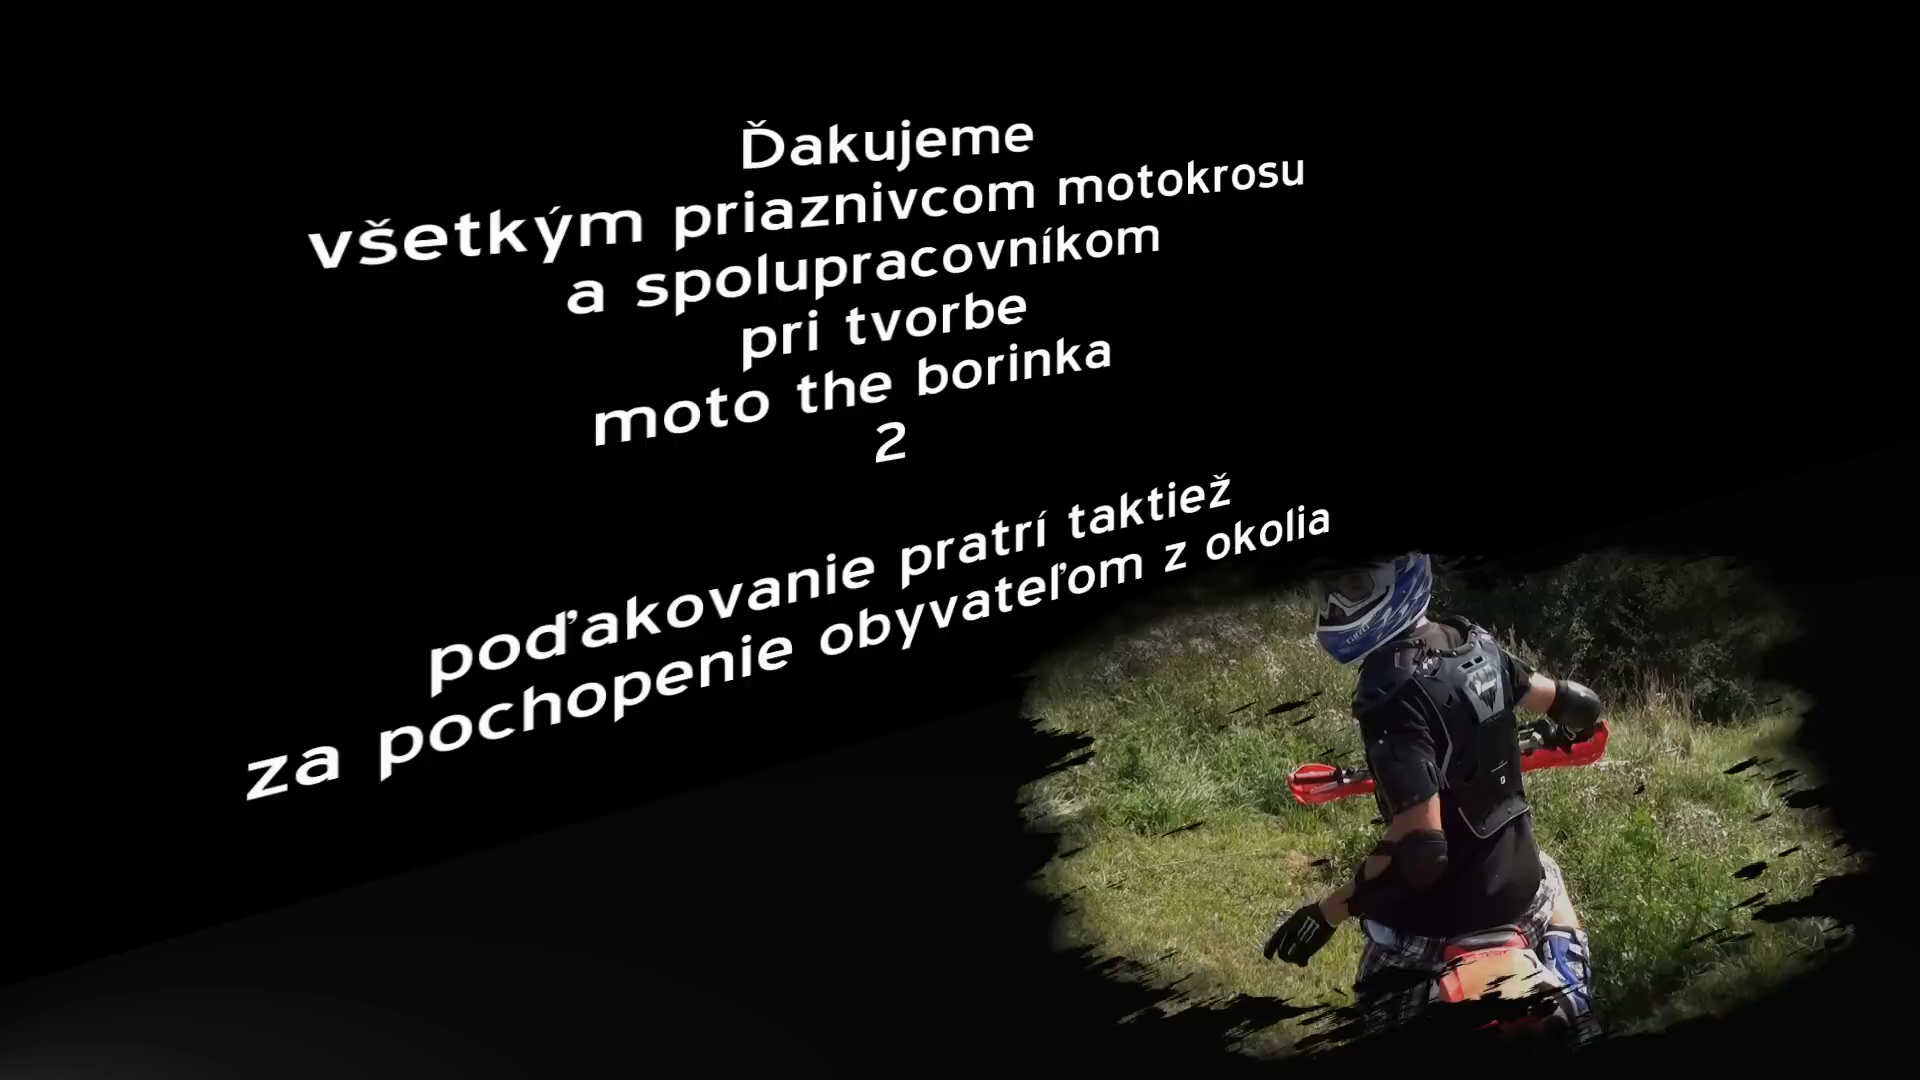 Ďakujeme
všetkým priaznivcom motokrosu
a spolupracovníkom
pri tvorbe
moto the borinka
2
poďakovanie pratrí taktiež
za pochopenie obyvateľom z okolia